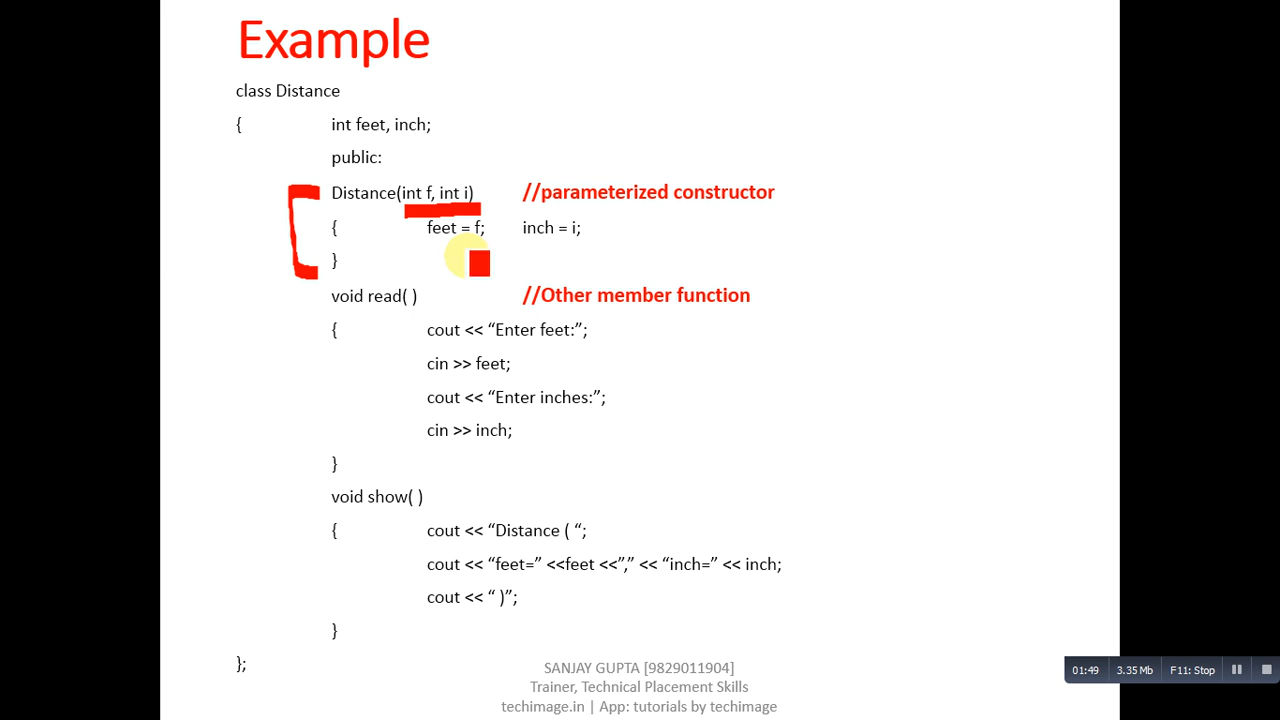 Example
class Distance
{ int feet, inch;
public:
Distance(int f, int i) //parameterized constructor
{ feet = f; inch = i;
}
void read( ) //Other member function
{ cout << “Enter feet:”;
cin >> feet;
cout << “Enter inches:”;
cin >> inch;
}
void show( )
{ cout << “Distance ( “;
cout << “feet=” <<feet <<”,” << “inch=” << inch;
cout << “ )”;
}
};
SANJAY GUPTA [9829011904]
Trainer, Technical Placement Skills
techimage.in | App: tutorials by techimage
01:49 3.35 Mb F11: Stop